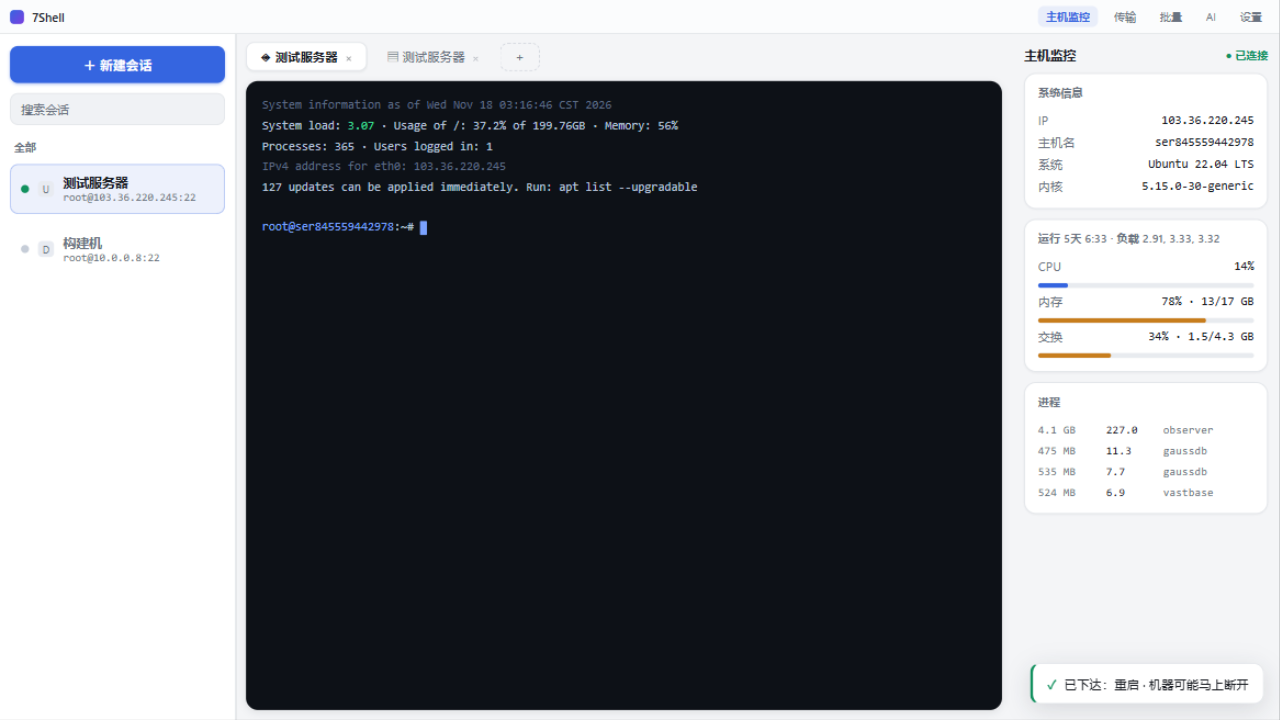 7Shell
主机监控 传输 批量 AI 设置
+ 新建会话
搜索会话
全部
U 测试服务器
root@103.36.220.245:22
D 构建机
root@10.0.0.8:22
测试服务器 ×
测试服务器 ×
+
System information as of Wed Nov 18 03:16:46 CST 2026
System load: 3.07 · Usage of /: 37.2% of 199.76GB · Memory: 56%
Processes: 365 · Users logged in: 1
IPv4 address for eth0: 103.36.220.245
127 updates can be applied immediately. Run: apt list --upgradable
root@ser845559442978:~#
主机监控 已连接
系统信息
IP 103.36.220.245
主机名 ser845559442978
系统 Ubuntu 22.04 LTS
内核 5.15.0-30-generic
运行 5天 6:33 · 负载 2.91, 3.33, 3.32
CPU 14%
内存 78% · 13/17 GB
交换 34% · 1.5/4.3 GB
进程
4.1 GB 227.0 observer
475 MB 11.3 gaussdb
535 MB 7.7 gaussdb
524 MB 6.9 vastbase
✓ 已下达：重启 · 机器可能马上断开